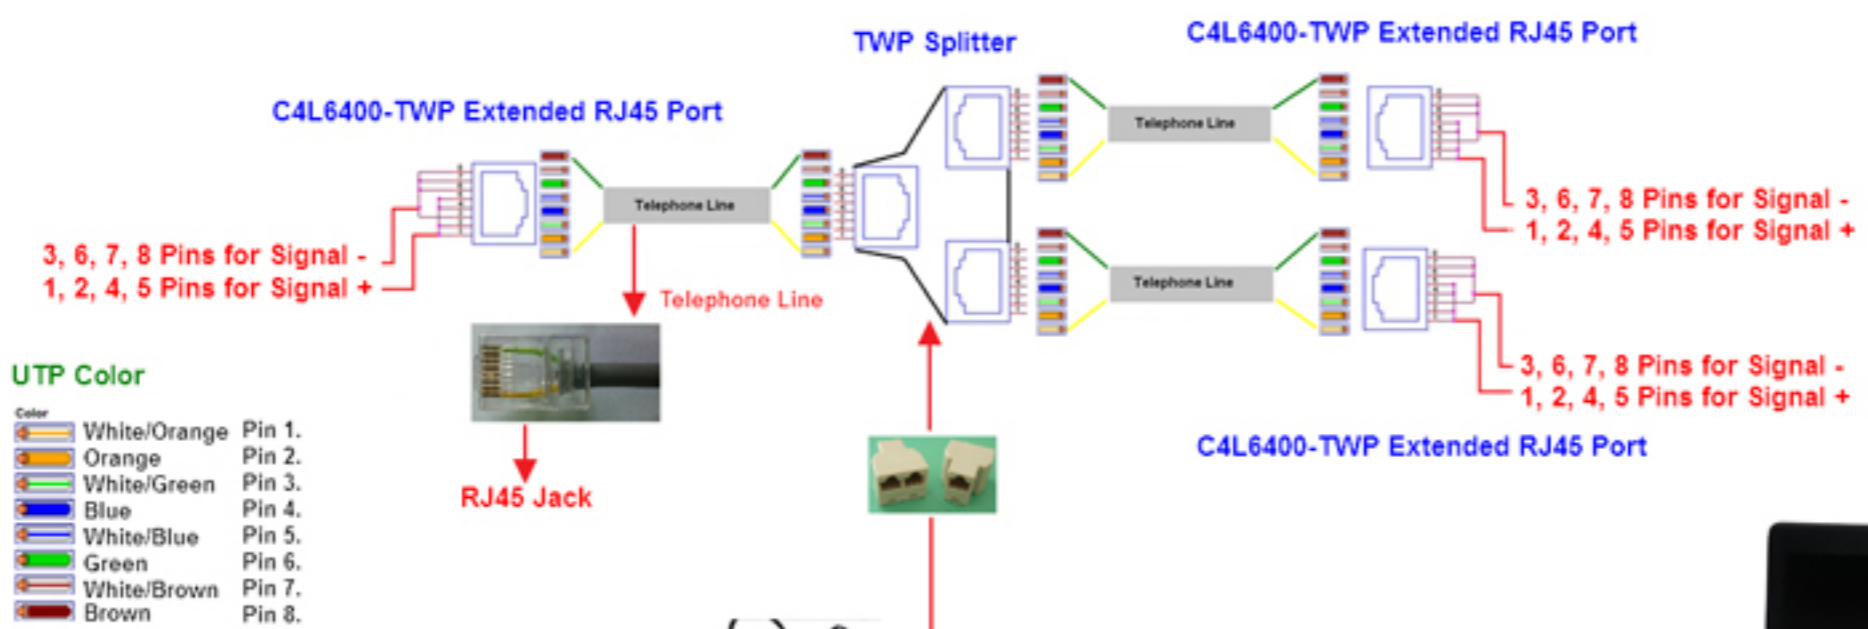 TWP Splitter
C4L6400-TWP Extended RJ45 Port
C4L6400-TWP Extended RJ45 Port
Telephone Line
Telephone Line
3, 6, 7, 8 Pins for Signal -
1, 2, 4, 5 Pins for Signal +
3, 6, 7, 8 Pins for Signal -
1, 2, 4, 5 Pins for Signal +
Telephone Line
Telephone Line
3, 6, 7, 8 Pins for Signal -
1, 2, 4, 5 Pins for Signal +
C4L6400-TWP Extended RJ45 Port
RJ45 Jack
UTP Color
Color
White/Orange Pin 1.
Orange Pin 2.
White/Green Pin 3.
Blue Pin 4.
White/Blue Pin 5.
Green Pin 6.
White/Brown Pin 7.
Brown Pin 8.